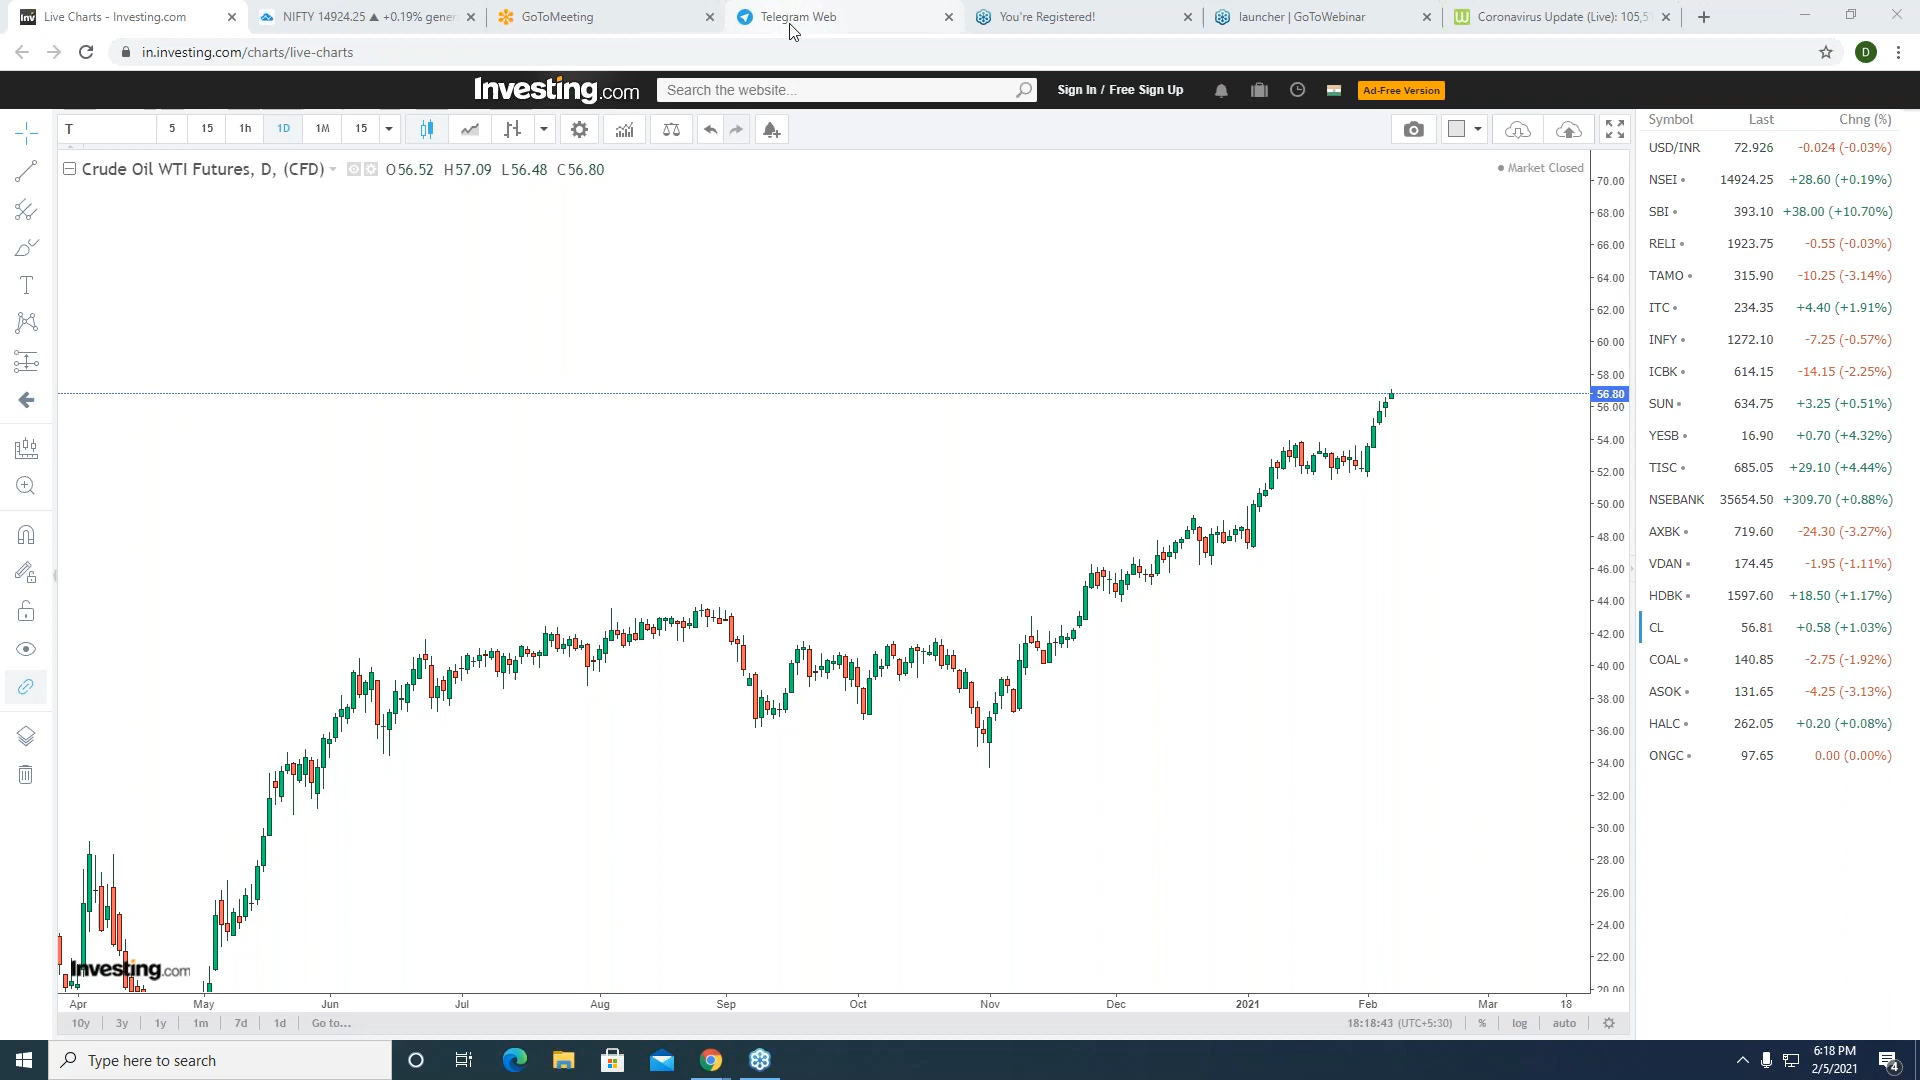 Live Charts - Investing.com
NIFTY 14924.25 ▲ +0.19% gener
GoToMeeting
Telegram Web
You're Registered!
launcher | GoToWebinar
Coronavirus Update (Live): 105,5
in.investing.com/charts/live-charts
D
Investing.com
Search the website...
Sign In / Free Sign Up
Ad-Free Version
T 5 15 1h 1D 1M 15
Crude Oil WTI Futures, D, (CFD) O56.52 H57.09 L56.48 C56.80
Market Closed
Symbol Last Chng (%)
USD/INR 72.926 -0.024 (-0.03%)
NSEI 14924.25 +28.60 (+0.19%)
SBI 393.10 +38.00 (+10.70%)
RELI 1923.75 -0.55 (-0.03%)
TAMO 315.90 -10.25 (-3.14%)
ITC 234.35 +4.40 (+1.91%)
INFY 1272.10 -7.25 (-0.57%)
ICBK 614.15 -14.15 (-2.25%)
SUN 634.75 +3.25 (+0.51%)
YESB 16.90 +0.70 (+4.32%)
TISC 685.05 +29.10 (+4.44%)
NSEBANK 35654.50 +309.70 (+0.88%)
AXBK 719.60 -24.30 (-3.27%)
VDAN 174.45 -1.95 (-1.11%)
HDBK 1597.60 +18.50 (+1.17%)
CL 56.81 +0.58 (+1.03%)
COAL 140.85 -2.75 (-1.92%)
ASOK 131.65 -4.25 (-3.13%)
HALC 262.05 +0.20 (+0.08%)
ONGC 97.65 0.00 (0.00%)
70.00
68.00
66.00
64.00
62.00
60.00
58.00
56.80
56.00
54.00
52.00
50.00
48.00
46.00
44.00
42.00
40.00
38.00
36.00
34.00
32.00
30.00
28.00
26.00
24.00
22.00
20.00
Investing.com
Apr May Jun Jul Aug Sep Oct Nov Dec 2021 Feb Mar 18
10y 3y 1y 1m 7d 1d Go to...
18:18:43 (UTC+5:30) % log auto
Type here to search
6:18 PM
2/5/2021
4